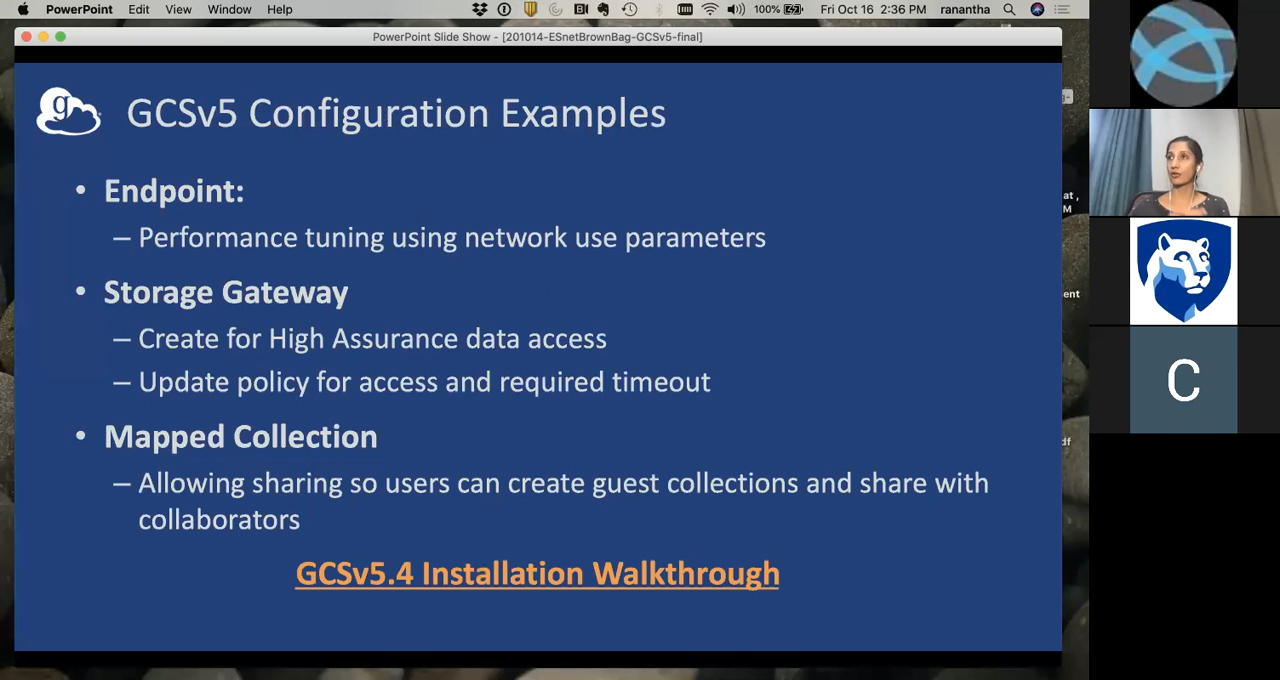 PowerPoint Edit View Window Help 100% Fri Oct 16 2:36 PM ranantha
PowerPoint Slide Show - [201014-ESnetBrownBag-GCSv5-final]
g GCSv5 Configuration Examples
• Endpoint:
– Performance tuning using network use parameters
• Storage Gateway
– Create for High Assurance data access
– Update policy for access and required timeout
• Mapped Collection
– Allowing sharing so users can create guest collections and share with
collaborators
GCSv5.4 Installation Walkthrough
g-
at ,
M
ent
df
C